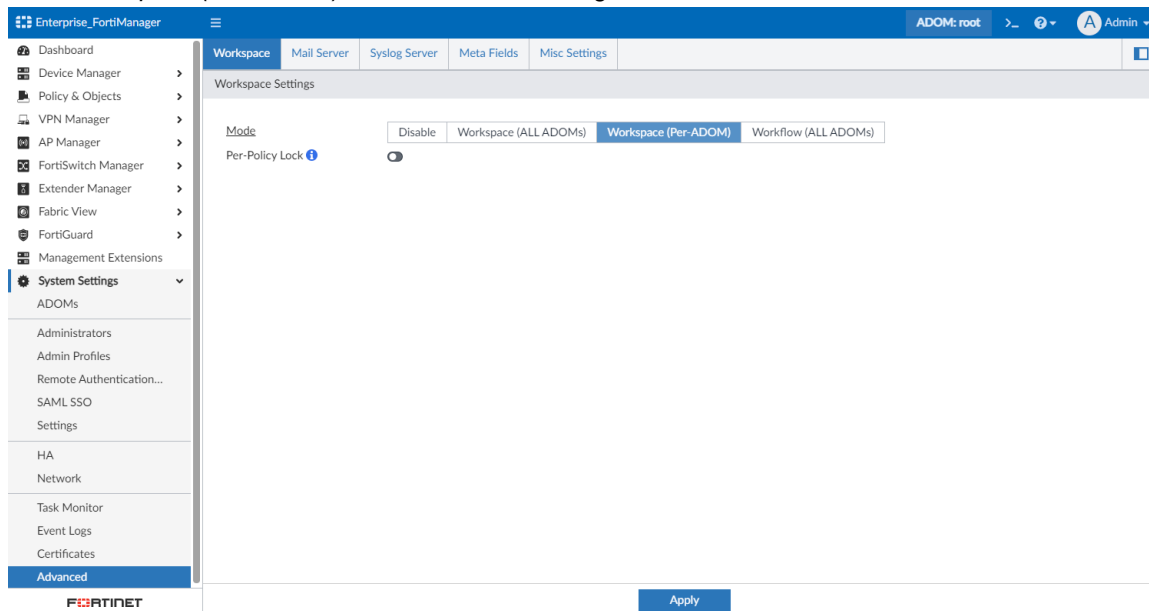 Enterprise_FortiManager
ADOM: root >_ Admin
Dashboard
Device Manager
Policy & Objects
VPN Manager
AP Manager
FortiSwitch Manager
Extender Manager
Fabric View
FortiGuard
Management Extensions
System Settings
ADOMs
Administrators
Admin Profiles
Remote Authentication...
SAML SSO
Settings
HA
Network
Task Monitor
Event Logs
Certificates
Advanced
FORTINET
Workspace Mail Server Syslog Server Meta Fields Misc Settings
Workspace Settings
Mode Disable Workspace (ALL ADOMs) Workspace (Per-ADOM) Workflow (ALL ADOMs)
Per-Policy Lock
Apply